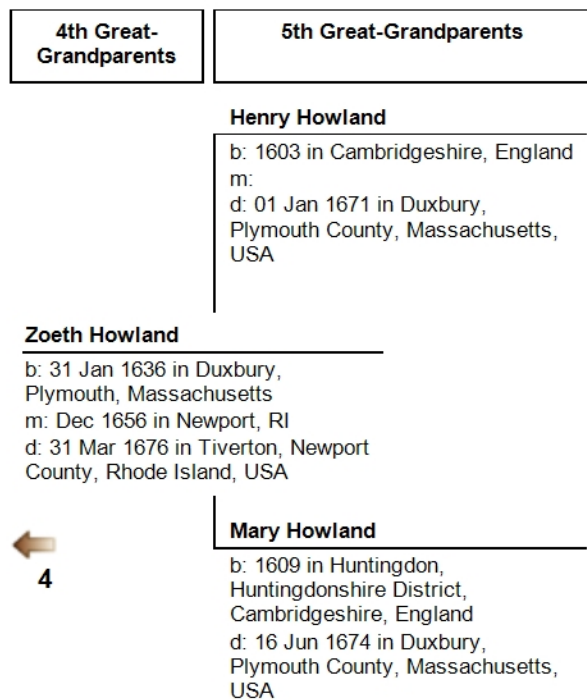 4th Great-
Grandparents
5th Great-Grandparents
Henry Howland
b: 1603 in Cambridgeshire, England
m:
d: 01 Jan 1671 in Duxbury,
Plymouth County, Massachusetts,
USA
Zoeth Howland
b: 31 Jan 1636 in Duxbury,
Plymouth, Massachusetts
m: Dec 1656 in Newport, RI
d: 31 Mar 1676 in Tiverton, Newport
County, Rhode Island, USA
4
Mary Howland
b: 1609 in Huntingdon,
Huntingdonshire District,
Cambridgeshire, England
d: 16 Jun 1674 in Duxbury,
Plymouth County, Massachusetts,
USA